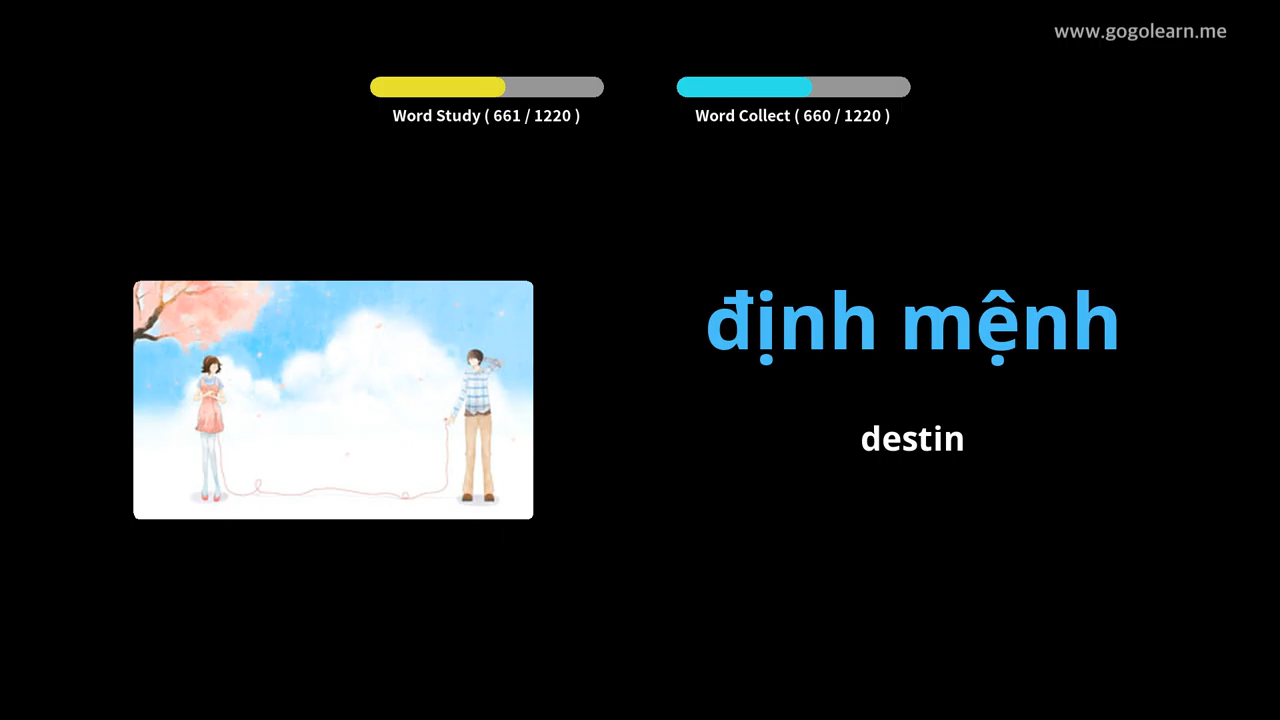 www.gogolearn.me
Word Study ( 661 / 1220 )
Word Collect ( 660 / 1220 )
định mệnh
destin